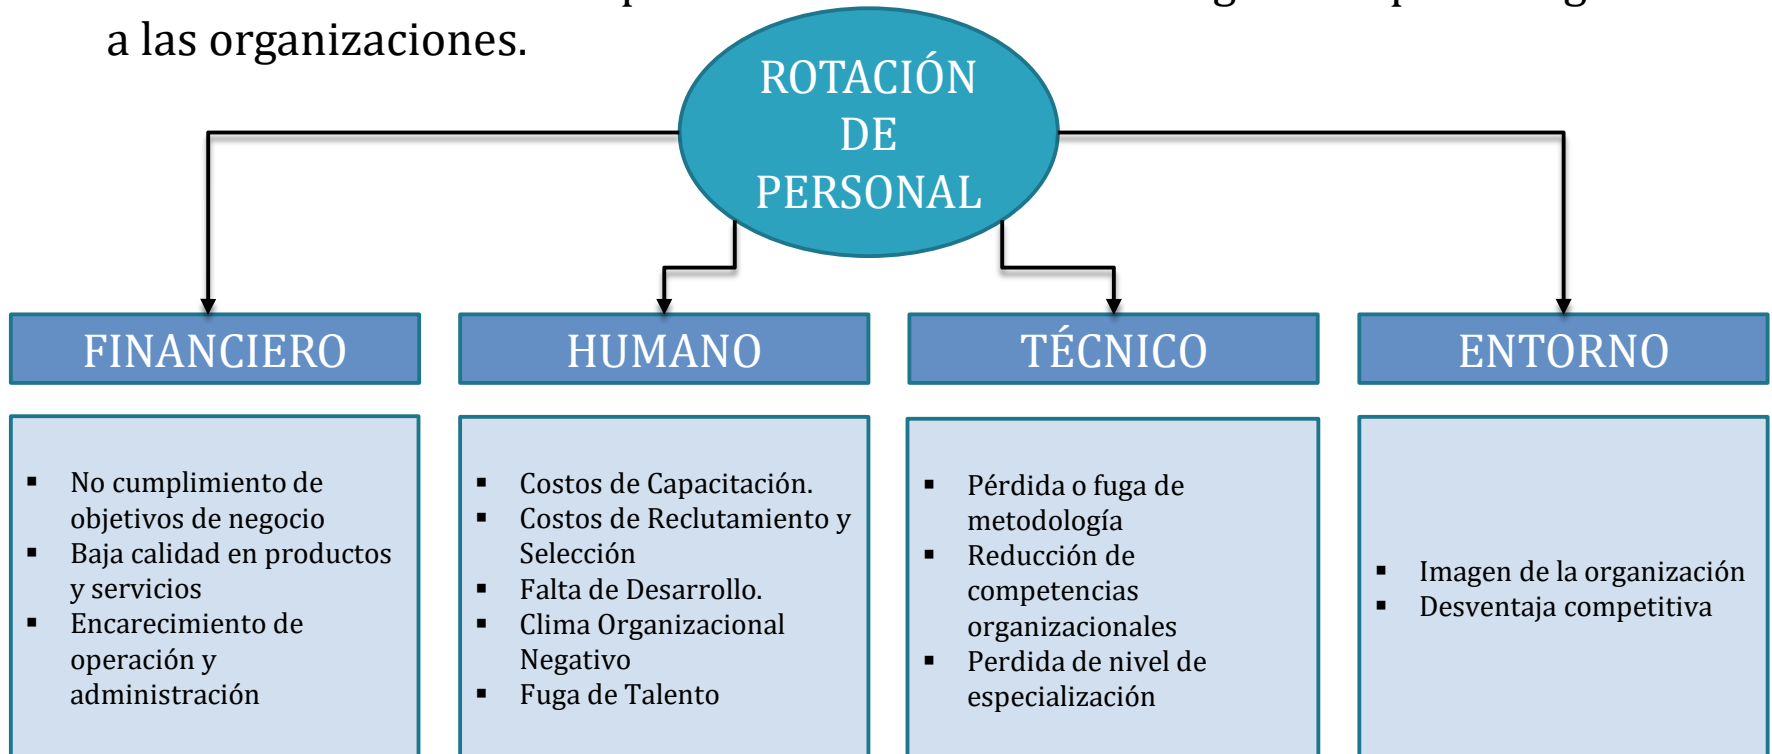 a las organizaciones.
ROTACIÓN
DE
PERSONAL
FINANCIERO
HUMANO
TÉCNICO
ENTORNO
▪ No cumplimiento de
objetivos de negocio
▪ Baja calidad en productos
y servicios
▪ Encarecimiento de
operación y
administración
▪ Costos de Capacitación.
▪ Costos de Reclutamiento y
Selección
▪ Falta de Desarrollo.
▪ Clima Organizacional
Negativo
▪ Fuga de Talento
▪ Pérdida o fuga de
metodología
▪ Reducción de
competencias
organizacionales
▪ Perdida de nivel de
especialización
▪ Imagen de la organización
▪ Desventaja competitiva